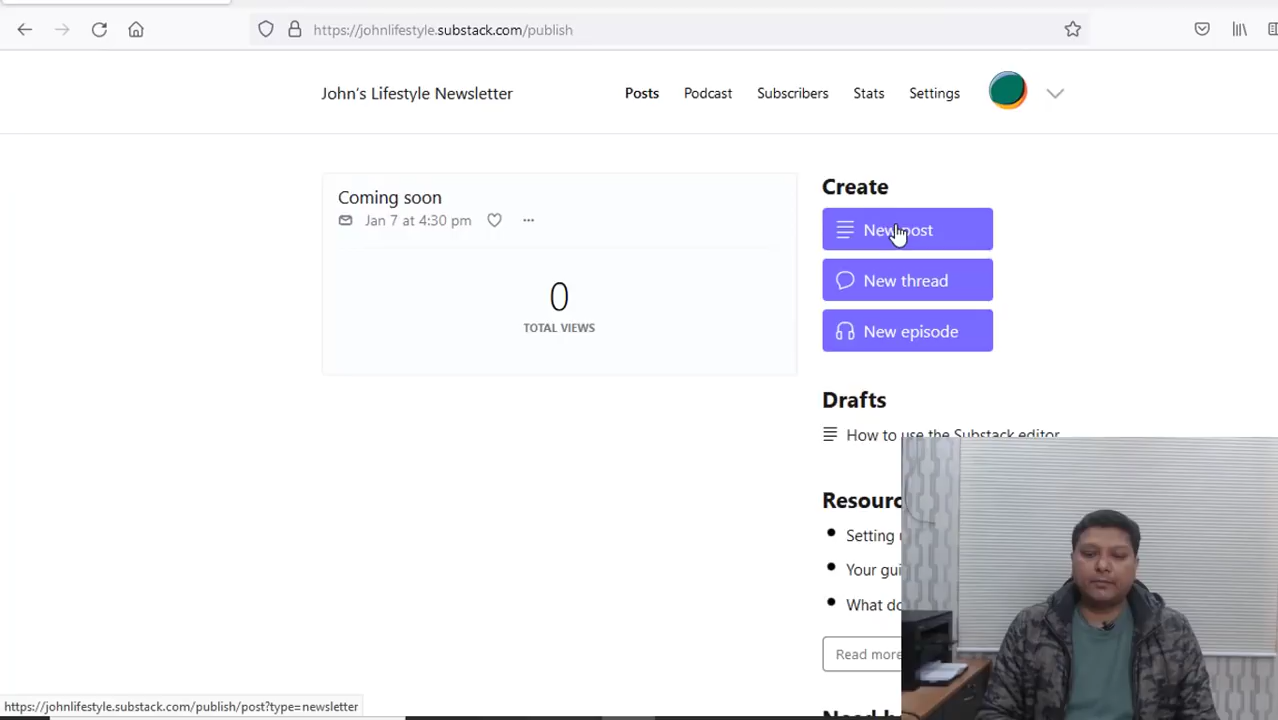 https://johnlifestyle.substack.com/publish
John's Lifestyle Newsletter
Posts
Podcast
Subscribers
Stats
Settings
Coming soon
Jan 7 at 4:30 pm
0
TOTAL VIEWS
Create
New post
New thread
New episode
Drafts
How to use the Substack editor
Setting
Your
What
Read more
https://johnlifestyle.substack.com/publish/post?type=newsletter